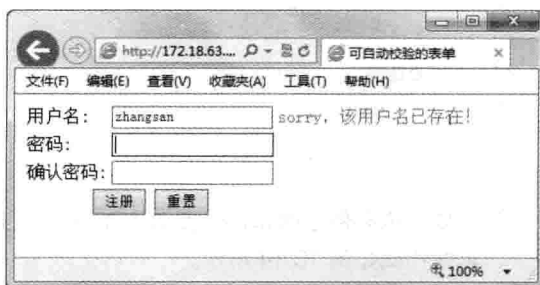 http://172.18.63.... 可自动校验的表单 ×
文件(F) 编辑(E) 查看(V) 收藏夹(A) 工具(T) 帮助(H)
用户名: zhangsan sorry, 该用户名已存在!
密码:
确认密码:
注册 重置
100%